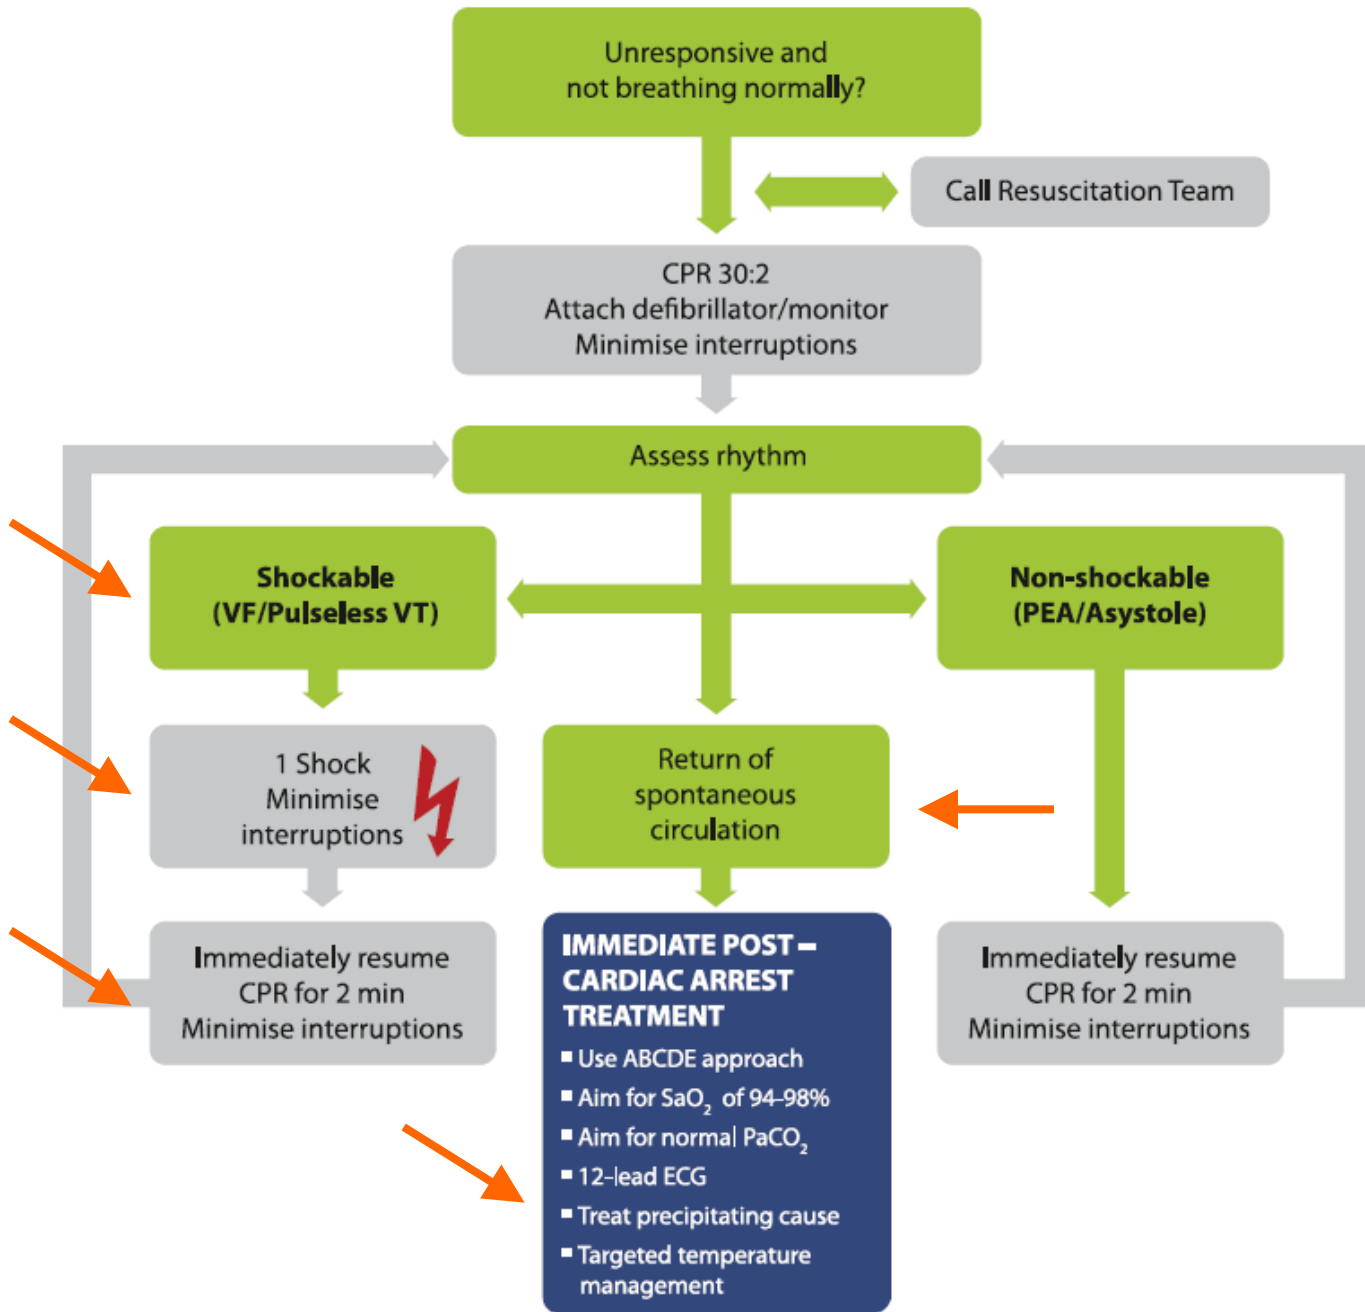 Unresponsive and
not breathing normally?
Call Resuscitation Team
CPR 30:2
Attach defibrillator/monitor
Minimise interruptions
Assess rhythm
Shockable
(VF/Pulseless VT)
Non-shockable
(PEA/Asystole)
1 Shock
Minimise
interruptions
Return of
spontaneous
circulation
Immediately resume
CPR for 2 min
Minimise interruptions
IMMEDIATE POST –
CARDIAC ARREST
TREATMENT
▪ Use ABCDE approach
▪ Aim for SaO₂ of 94–98%
▪ Aim for normal PaCO₂
▪ 12–lead ECG
▪ Treat precipitating cause
▪ Targeted temperature
management
Immediately resume
CPR for 2 min
Minimise interruptions